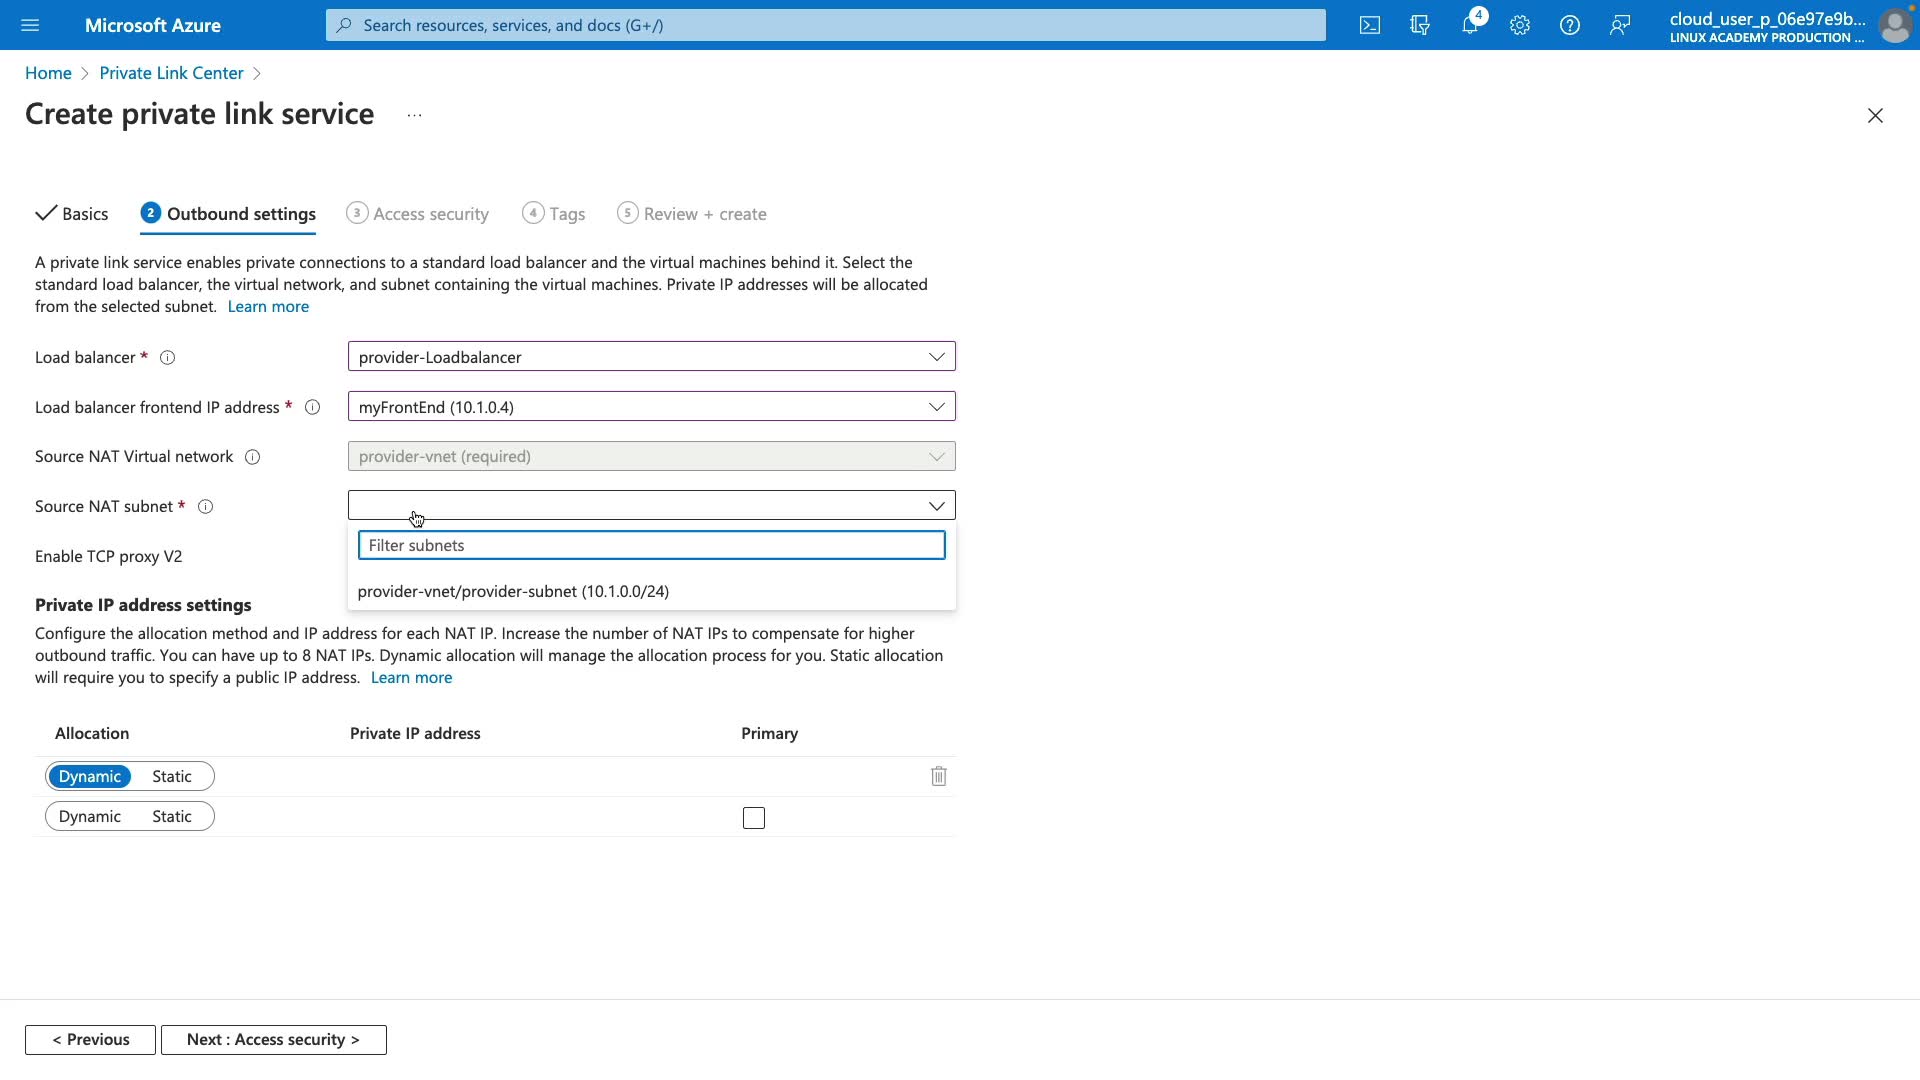 Microsoft Azure
Search resources, services, and docs (G+/)
4
cloud_user_p_06e97e9b...
LINUX ACADEMY PRODUCTION ...
Home > Private Link Center >
Create private link service ...
Basics
2 Outbound settings
3 Access security
4 Tags
5 Review + create
A private link service enables private connections to a standard load balancer and the virtual machines behind it. Select the
standard load balancer, the virtual network, and subnet containing the virtual machines. Private IP addresses will be allocated
from the selected subnet. Learn more
Load balancer *
provider-Loadbalancer
Load balancer frontend IP address *
myFrontEnd (10.1.0.4)
Source NAT Virtual network
provider-vnet (required)
Source NAT subnet *
Filter subnets
Enable TCP proxy V2
provider-vnet/provider-subnet (10.1.0.0/24)
Private IP address settings
Configure the allocation method and IP address for each NAT IP. Increase the number of NAT IPs to compensate for higher
outbound traffic. You can have up to 8 NAT IPs. Dynamic allocation will manage the allocation process for you. Static allocation
will require you to specify a public IP address. Learn more
Allocation Private IP address Primary
Dynamic Static
Dynamic Static
< Previous
Next : Access security >